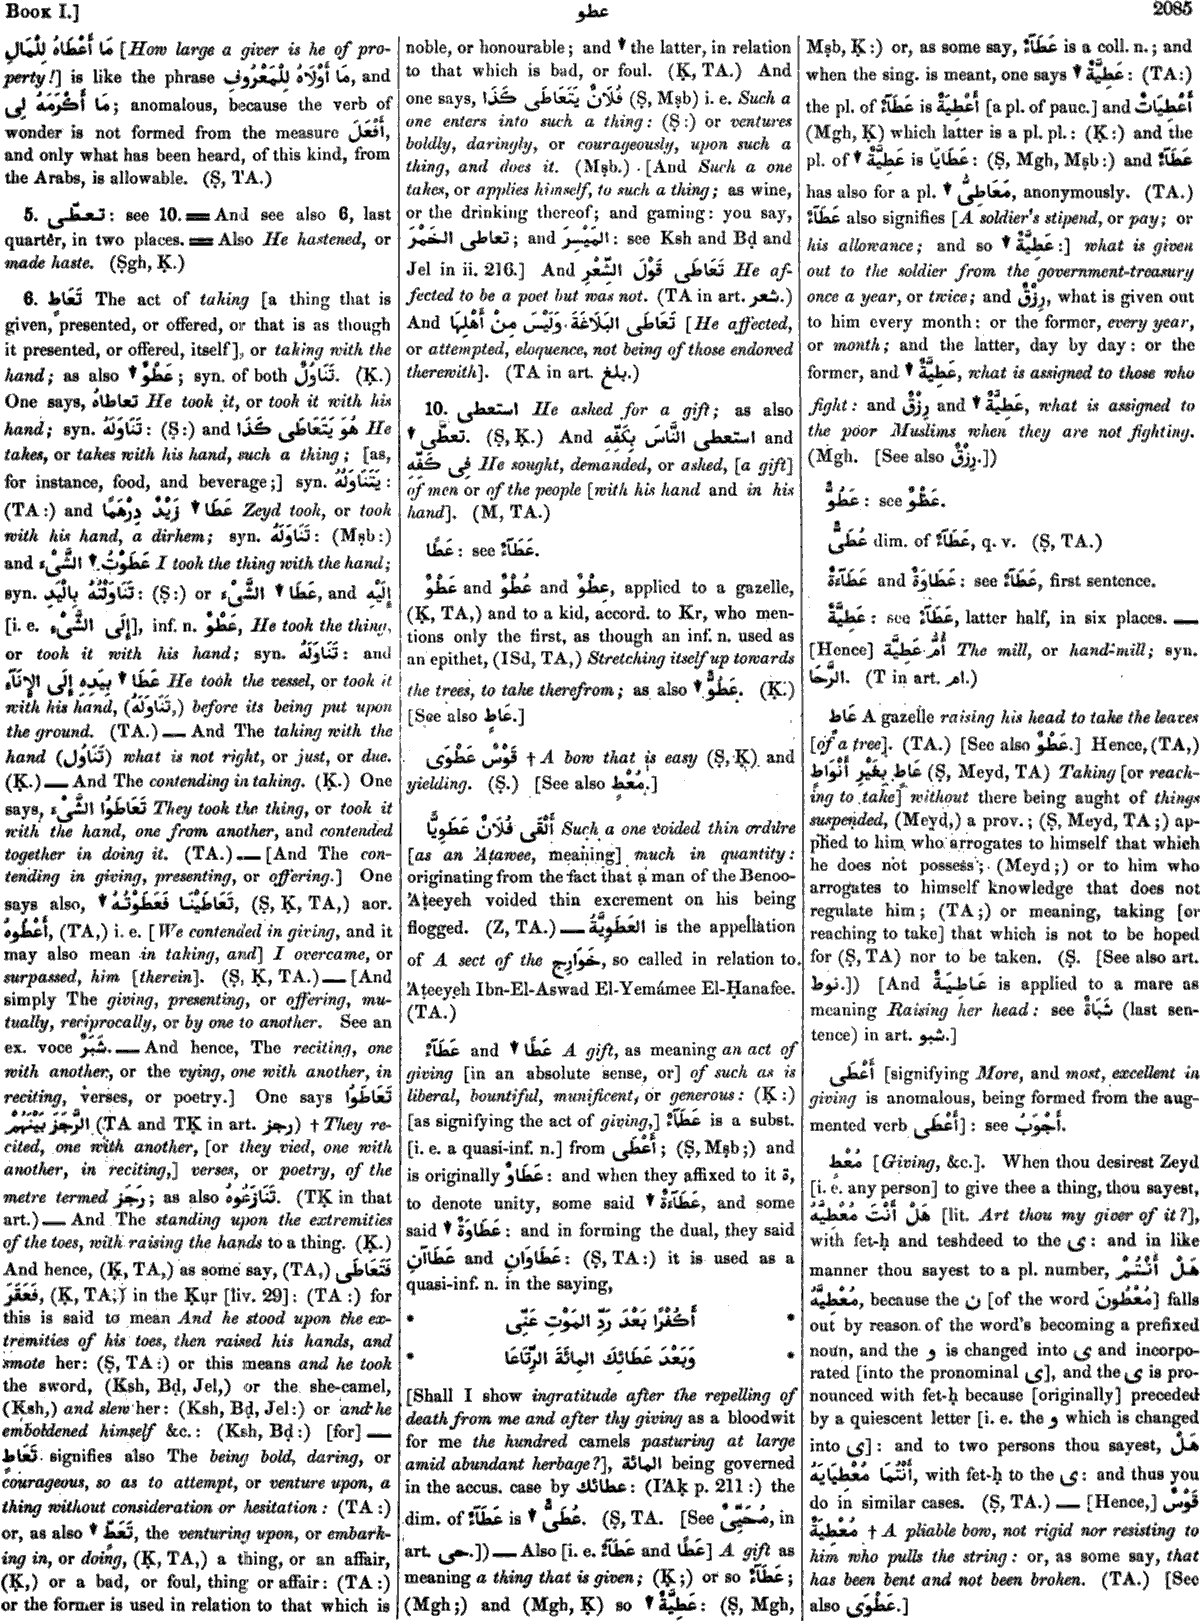 Book I.]
عطو
2085
مَا أَعْطَاهُ لِلْمَالِ [How large a giver is he of pro-
perty!] is like the phrase مَا أَوْلَاهُ لِلْمَعْرُوفِ, and
مَا أَكْرَمَهُ لِى; anomalous, because the verb of
wonder is not formed from the measure أَفْعَلَ,
and only what has been heard, of this kind, from
the Arabs, is allowable. (Ṣ, TA.)
5. تعطّى: see 10. ═ And see also 6, last
quarter, in two places. ═ Also He hastened, or
made haste. (Ṣgh, Ḳ.)
6. تَعَاطٍ The act of taking [a thing that is
given, presented, or offered, or that is as though
it presented, or offered, itself], or taking with the
hand; as also ↓ عَطْوٌ; syn. of both تَنَاوُلٌ. (Ḳ.)
One says, تعاطاهُ He took it, or took it with his
hand; syn. تَنَاوَلَهُ: (Ṣ:) and هُوَ يَتَعَاطَى كَذَا He
takes, or takes with his hand, such a thing; [as,
for instance, food, and beverage;] syn. يَتَنَاوَلُهُ:
(TA:) and عَطَا ↓ زَيْدٌ دِرْهَمًا Zeyd took, or took
with his hand, a dirhem; syn. تَنَاوَلَهُ: (Mṣb:)
and عَطَوْتُ ↓ الشَّىْءَ I took the thing with the hand;
syn. تَنَاوَلْتُهُ بِالْيَدِ: (Ṣ:) or عَطَا ↓ الشَّىْءَ, and إِلَيْهِ
[i. e. إِلَى الشَّىْءِ], inf. n. عَطْوٌ, He took the thing,
or took it with his hand; syn. تَنَاوَلَهُ: and
عَطَا ↓ بِيَدِهِ إِلَى الإِنَآءِ He took the vessel, or took it
with his hand, (تَنَاوَلَهُ,) before its being put upon
the ground. (TA.) — And The taking with the
hand (تَنَاوُل) what is not right, or just, or due.
(Ḳ.) — And The contending in taking. (Ḳ.) One
says, تَعَاطَوُا الشَّىْءَ They took the thing, or took it
with the hand, one from another, and contended
together in doing it. (TA.) — [And The con-
tending in giving, presenting, or offering.] One
says also, تَعَاطَيْنَا فَعَطَوْتُهُ ↓, (Ṣ, Ḳ, TA,) aor.
أَعْطُوهُ, (TA,) i. e. [We contended in giving, and it
may also mean in taking, and] I overcame, or
surpassed, him [therein]. (Ṣ, Ḳ, TA.) — [And
simply The giving, presenting, or offering, mu-
tually, reciprocally, or by one to another. See an
ex. voce شَبَرٌ. — And hence, The reciting, one
with another, or the vying, one with another, in
reciting, verses, or poetry.] One says تَعَاطَوُا
الرَّجَزَ بَيْنَهُمْ (TA and TḲ in art. رجز) † They re-
cited, one with another, [or they vied, one with
another, in reciting,] verses, or poetry, of the
metre termed رَجَز; as also تَنَازَعُوهُ. (TḲ in that
art.) — And The standing upon the extremities
of the toes, with raising the hands to a thing. (Ḳ.)
And hence, (Ḳ, TA,) as some say, (TA,) فَتَعَاطَى
فَعَقَرَ, (Ḳ, TA,) in the Ḳur [liv. 29]: (TA:) for
this is said to mean And he stood upon the ex-
tremities of his toes, then raised his hands, and
smote her: (Ṣ, TA:) or this means and he took
the sword, (Ksh, Bḍ, Jel,) or the she-camel,
(Ksh,) and slew her: (Ksh, Bḍ, Jel:) or and he
emboldened himself &c.: (Ksh, Bḍ:) [for] —
تَعَاطٍ signifies also The being bold, daring, or
courageous, so as to attempt, or venture upon, a
thing without consideration or hesitation: (TA:)
or, as also ↓ تَعَطٍّ, the venturing upon, or embark-
ing in, or doing, (Ḳ, TA,) a thing, or an affair,
(Ḳ,) or a bad, or foul, thing or affair: (TA:)
or the former is used in relation to that which is
noble, or honourable; and ↓ the latter, in relation
to that which is bad, or foul. (Ḳ, TA.) And
one says, فُلَانٌ يَتَعَاطَى كَذَا (Ṣ, Mṣb) i. e. Such a
one enters into such a thing: (Ṣ:) or ventures
boldly, daringly, or courageously, upon such a
thing, and does it. (Mṣb.) [And Such a one
takes, or applies himself, to such a thing; as wine,
or the drinking thereof; and gaming: you say,
تعاطى الخَمْرَ; and المَيْسِرَ: see Ksh and Bḍ and
Jel in ii. 216.] And تَعَاطَى قَوْلَ الشِّعْرِ He af-
fected to be a poet but was not. (TA in art. شعر.)
And تَعَاطَى البَلَاغَةَ وَلَيْسَ مِنْ أَهْلِهَا [He affected,
or attempted, eloquence, not being of those endowed
therewith]. (TA in art. بلغ.)
10. استعطى He asked for a gift; as also
↓ تعطّى. (Ṣ, Ḳ.) And استعطى النَّاسَ بِكَفِّهِ and
فِى كَفِّهِ He sought, demanded, or asked, [a gift]
of men or of the people [with his hand and in his
hand]. (M, TA.)
عَطًا: see عَطَآءٌ.
عَطْوٌ and عُطْوٌ and عِطْوٌ, applied to a gazelle,
(Ḳ, TA,) and to a kid, accord. to Kr, who men-
tions only the first, as though an inf. n. used as
an epithet, (ISd, TA,) Stretching itself up towards
the trees, to take therefrom; as also ↓ عَطُوٌّ. (Ḳ.)
[See also عَاطٍ.]
قَوْسٌ عَطْوَى † A bow that is easy (Ṣ, Ḳ) and
yielding. (Ṣ.) [See also مُعْطٍ.]
أَلْقَى فُلَانٌ عَطَوِيًّا Such a one voided thin ordure
[as an 'Aṭawee, meaning] much in quantity:
originating from the fact that a man of the Benoo-
'Aṭeeyeh voided thin excrement on his being
flogged. (Z, TA.) — العَطَوِيَّةُ is the appellation
of A sect of the خَوَارِج, so called in relation to
'Aṭeeyeh Ibn-El-Aswad El-Yemámee El-Ḥanafee.
(TA.)
عَطَآءٌ and ↓ عَطًا A gift, as meaning an act of
giving [in an absolute sense, or] of such as is
liberal, bountiful, munificent, or generous: (Ḳ:)
[as signifying the act of giving,] عَطَآءٌ is a subst.
[i. e. a quasi-inf. n.] from أَعْطَى; (Ṣ, Mṣb;) and
is originally عَطَاوٌ: and when they affixed to it ة,
to denote unity, some said ↓ عَطَآءَةٌ, and some
said ↓ عَطَاوَةٌ: and in forming the dual, they said
عَطَاآنِ and عَطَاوَانِ: (Ṣ, TA:) it is used as a
quasi-inf. n. in the saying,
* أَكُفْرًا بَعْدَ رَدِّ المَوْتِ عَنِّى *
* وَبَعْدَ عَطَائِكَ المِائَةَ الرِّتَاعَا *
[Shall I show ingratitude after the repelling of
death from me and after thy giving as a bloodwit
for me the hundred camels pasturing at large
amid abundant herbage?], المائة being governed
in the accus. case by عطائك: (I'Aḳ p. 211:) the
dim. of عَطَآءٌ is ↓ عُطَىٌّ. (Ṣ, TA. [See مُحَيِّىٌ, in
art. حى.]) — Also [i. e. عَطَآءٌ and عَطًا] A gift as
meaning a thing that is given; (Ḳ;) or so عَطَآءٌ;
(Mgh;) and (Mgh, Ḳ) so ↓ عَطِيَّةٌ: (Ṣ, Mgh,
Mṣb, Ḳ:) or, as some say, عَطَآءٌ is a coll. n.; and
when the sing. is meant, one says ↓ عَطِيَّةٌ: (TA:)
the pl. of عَطَآءٌ is أَعْطِيَةٌ [a pl. of pauc.] and أَعْطِيَاتٌ
(Mgh, Ḳ) which latter is a pl. pl.: (Ḳ:) and the
pl. of ↓ عَطِيَّةٌ is عَطَايَا: (Ṣ, Mgh, Mṣb:) and عَطَآءٌ
has also for a pl. ↓ مَعَاطِىُّ, anonymously. (TA.)
عَطَآءٌ also signifies [A soldier's stipend, or pay; or
his allowance; and so ↓ عَطِيَّةٌ:] what is given
out to the soldier from the government-treasury
once a year, or twice; and رِزْقٌ, what is given out
to him every month: or the former, every year,
or month; and the latter, day by day: or the
former, and ↓ عَطِيَّةٌ, what is assigned to those who
fight: and رِزْقٌ and ↓ عَطِيَّةٌ, what is assigned to
the poor Muslims when they are not fighting.
(Mgh. [See also رِزْقٌ.])
عَطُوٌّ: see عَطْوٌ.
عُطَىٌّ dim. of عَطَآءٌ, q. v. (Ṣ, TA.)
عَطَآءَةٌ and عَطَاوَةٌ: see عَطَآءٌ, first sentence.
عَطِيَّةٌ: see عَطَآءٌ, latter half, in six places. —
[Hence] أُمُّ عَطِيَّةَ The mill, or hand-mill; syn.
الرَّحَا. (T in art. ام.)
عَاطٍ A gazelle raising his head to take the leaves
[of a tree]. (TA.) [See also عَطْوٌ.] Hence, (TA,)
عَاطٍ بِغَيْرِ أَنْوَاطٍ (Ṣ, Meyd, TA) Taking [or reach-
ing to take] without there being aught of things
suspended, (Meyd,) a prov.; (Ṣ, Meyd, TA;) ap-
plied to him who arrogates to himself that which
he does not possess; (Meyd;) or to him who
arrogates to himself knowledge that does not
regulate him; (TA;) or meaning, taking [or
reaching to take] that which is not to be hoped
for (Ṣ, TA) nor to be taken. (Ṣ. [See also art.
نوط.]) [And عَاطِيَةٌ is applied to a mare as
meaning Raising her head: see شَبَاةٌ (last sen-
tence) in art. شبو.]
أَعْطَى [signifying More, and most, excellent in
giving is anomalous, being formed from the aug-
mented verb أَعْطَى]: see أَجْوَبُ.
مُعْطٍ [Giving, &c.]. When thou desirest Zeyd
[i. e. any person] to give thee a thing, thou sayest,
هَلْ أَنْتَ مُعْطِيَّهُ [lit. Art thou my giver of it?],
with fet-ḥ and teshdeed to the ى: and in like
manner thou sayest to a pl. number, هَلْ أَنْتُمْ
مُعْطِيَّهُ, because the ن [of the word مُعْطُونَ] falls
out by reason of the word's becoming a prefixed
noun, and the و is changed into ى and incorpo-
rated [into the pronominal ى], and the ى is pro-
nounced with fet-ḥ because [originally] preceded
by a quiescent letter [i. e. the و which is changed
into ى]: and to two persons thou sayest, هَلْ
أَنْتُمَا مُعْطِيَايَهُ, with fet-ḥ to the ى: and thus you
do in similar cases. (Ṣ, TA.) — [Hence,] قَوْسٌ
مُعْطِيَةٌ † A pliable bow, not rigid nor resisting to
him who pulls the string: or, as some say, that
has been bent and not been broken. (TA.) [See
also عَطْوَى.]